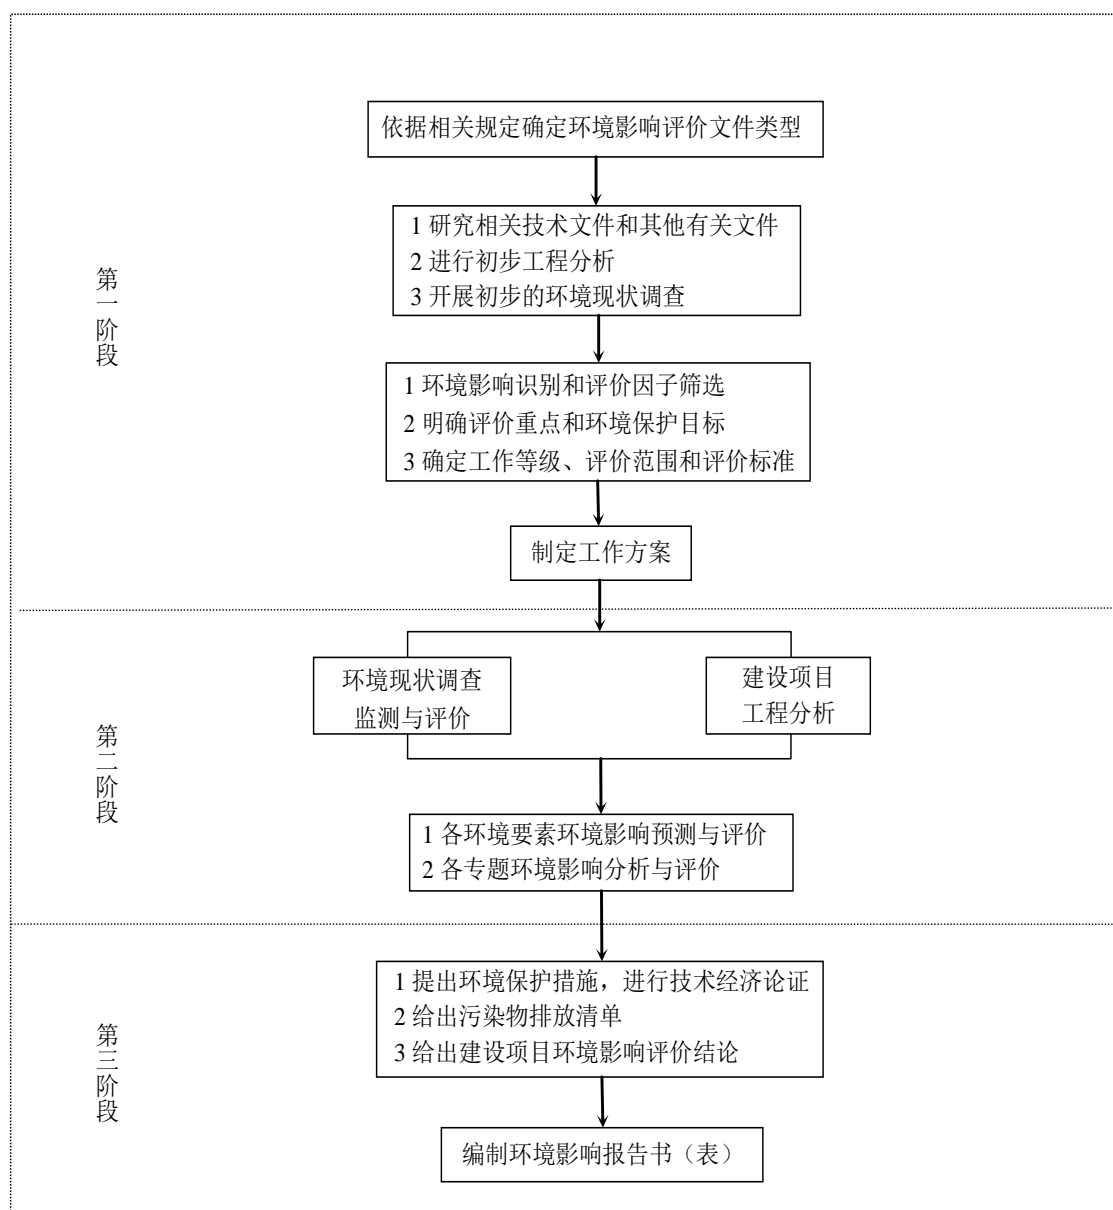 依据相关规定确定环境影响评价文件类型
1 研究相关技术文件和其他有关文件
2 进行初步工程分析
3 开展初步的环境现状调查
第一阶段
1 环境影响识别和评价因子筛选
2 明确评价重点和环境保护目标
3 确定工作等级、评价范围和评价标准
制定工作方案
环境现状调查
监测与评价
建设项目
工程分析
第二阶段
1 各环境要素环境影响预测与评价
2 各专题环境影响分析与评价
1 提出环境保护措施，进行技术经济论证
2 给出污染物排放清单
3 给出建设项目环境影响评价结论
第三阶段
编制环境影响报告书（表）